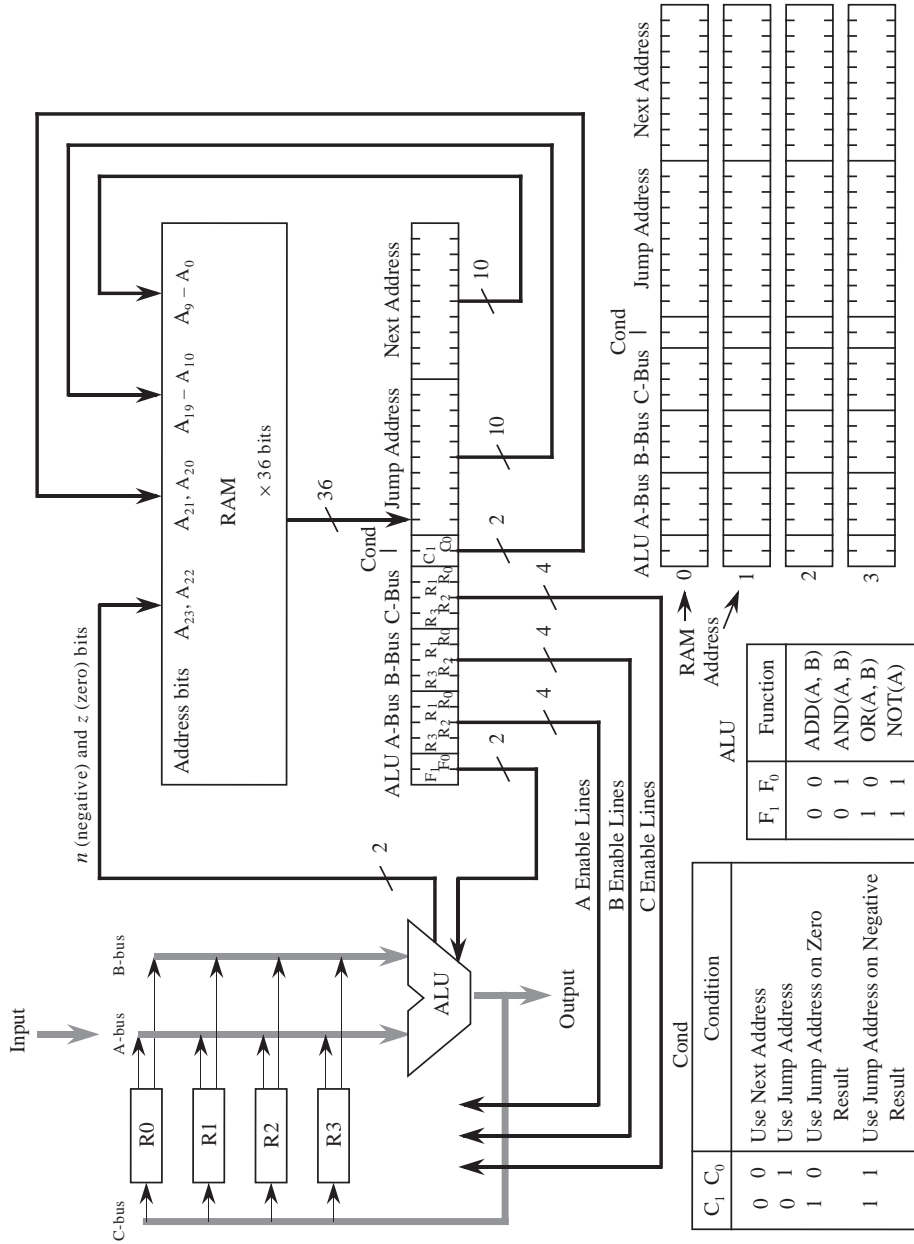 Input
C-bus
A-bus
B-bus
R0
R1
R2
R3
ALU
Output
n (negative) and z (zero) bits
2
Address bits
A23, A22
A21, A20
A19 – A10
A9 – A0
RAM
× 36 bits
36
ALU A-Bus B-Bus C-Bus Cond Jump Address Next Address
F1 F0 R3 R2 R1 R0 R3 R2 R1 R0 R3 R2 R1 R0 C1 C0
2 4 4 4 2 10 10
A Enable Lines
B Enable Lines
C Enable Lines
Cond
C1 C0 Condition
0 0 Use Next Address
0 1 Use Jump Address
1 0 Use Jump Address on Zero
Result
1 1 Use Jump Address on Negative
Result
ALU
F1 F0 Function
0 0 ADD(A, B)
0 1 AND(A, B)
1 0 OR(A, B)
1 1 NOT(A)
RAM
Address
ALU A-Bus B-Bus C-Bus Cond Jump Address Next Address
0
1
2
3